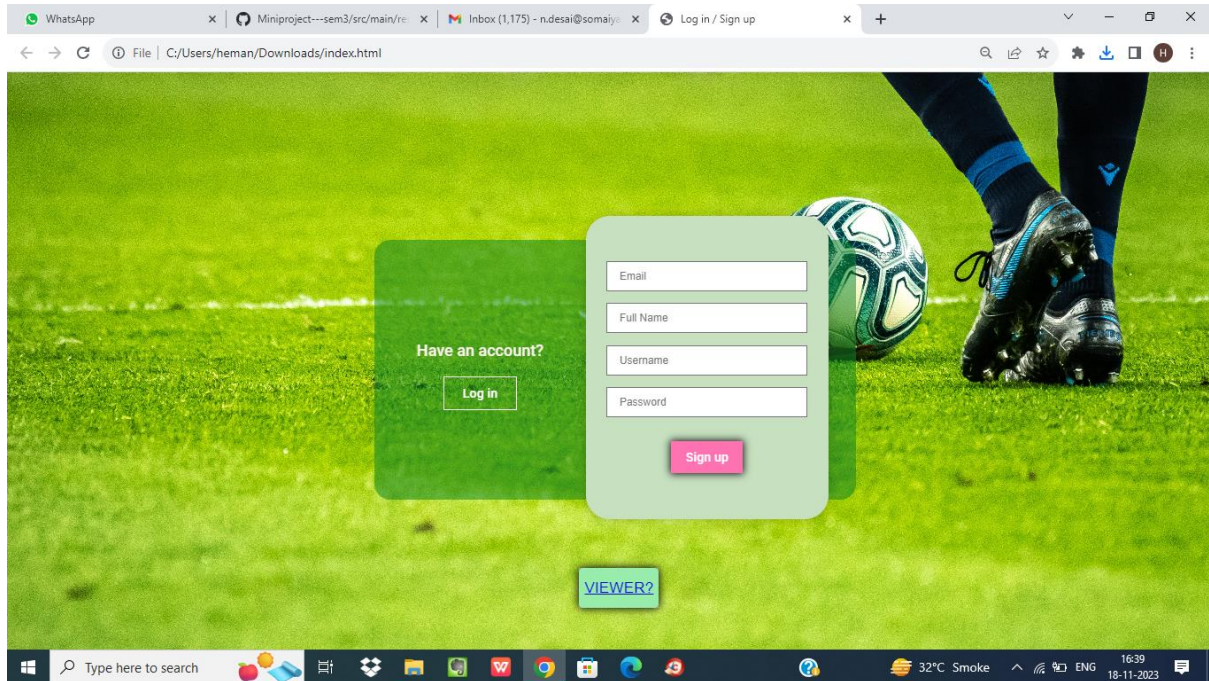 WhatsApp
Miniproject---sem3/src/main/re
Inbox (1,175) - n.desai@somaiya
Log in / Sign up
File | C:/Users/heman/Downloads/index.html
H
Have an account?
Log in
Email
Full Name
Username
Password
Sign up
VIEWER?
Type here to search
32°C Smoke
ENG
16:39
18-11-2023